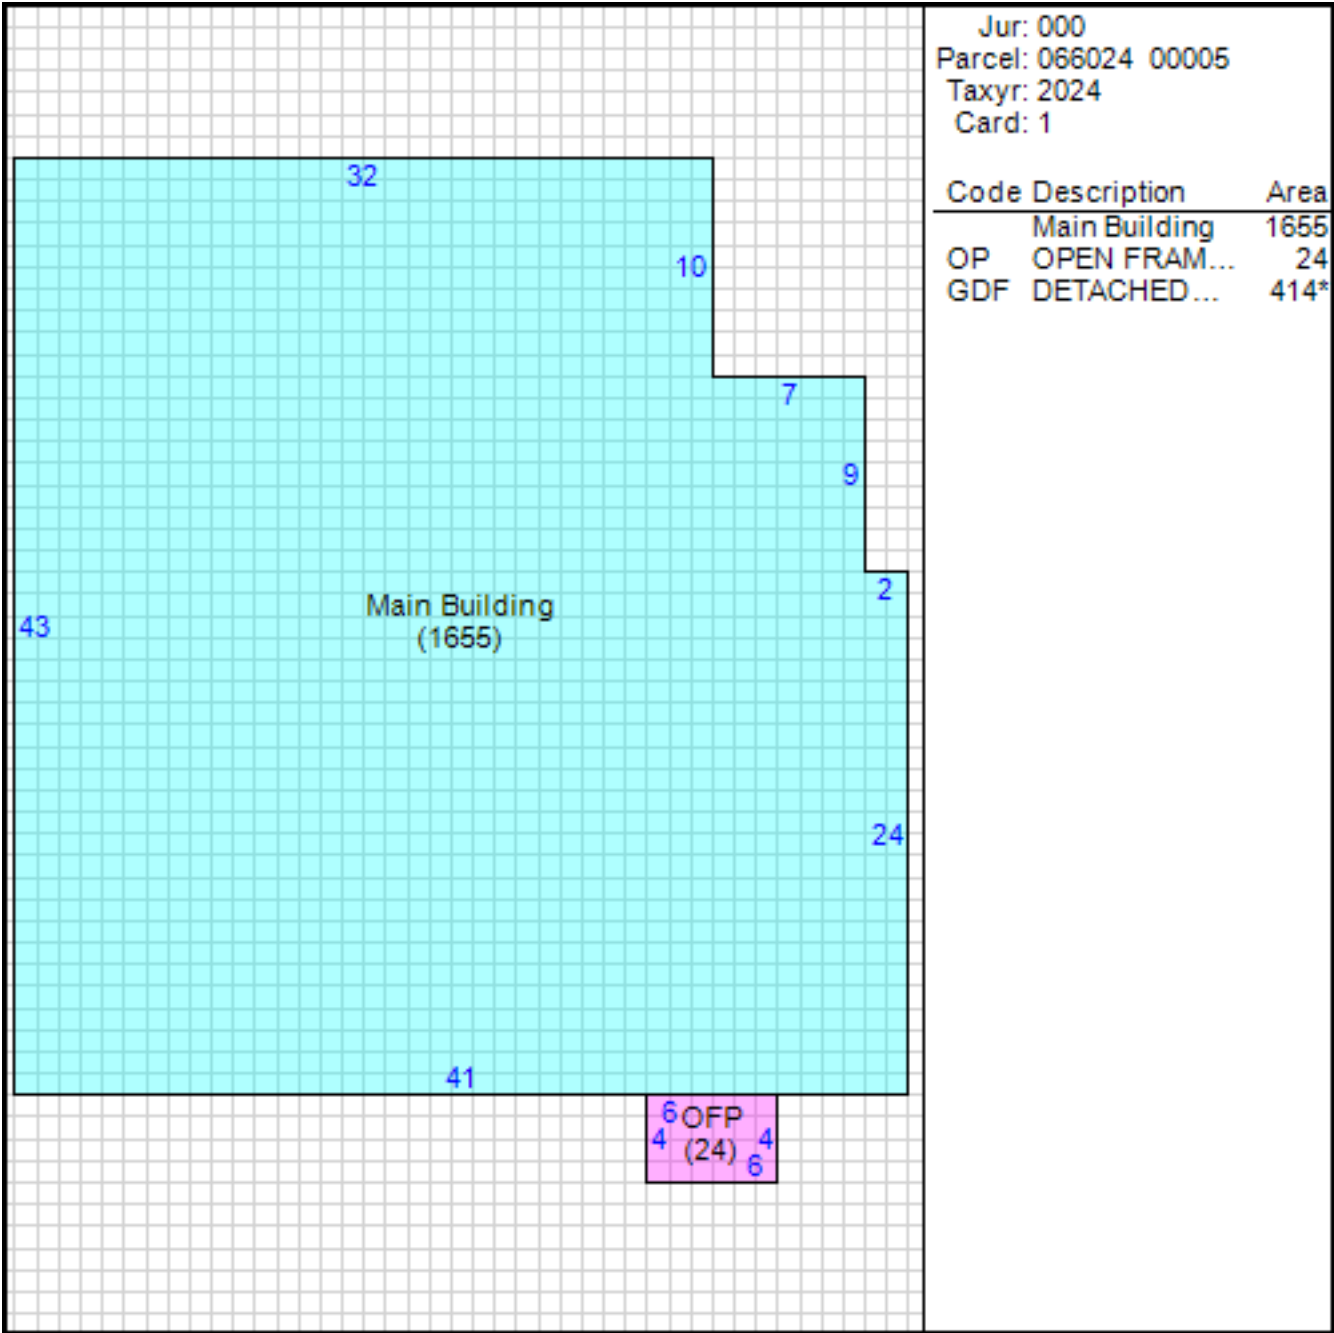 Jur: 000
Parcel: 066024 00005
Taxyr: 2024
Card: 1
Code Description Area
Main Building 1655
OP OPEN FRAM... 24
GDF DETACHED... 414*
32
10
7
9
2
Main Building
(1655)
43
24
41
6 OFP
4 (24) 4
6